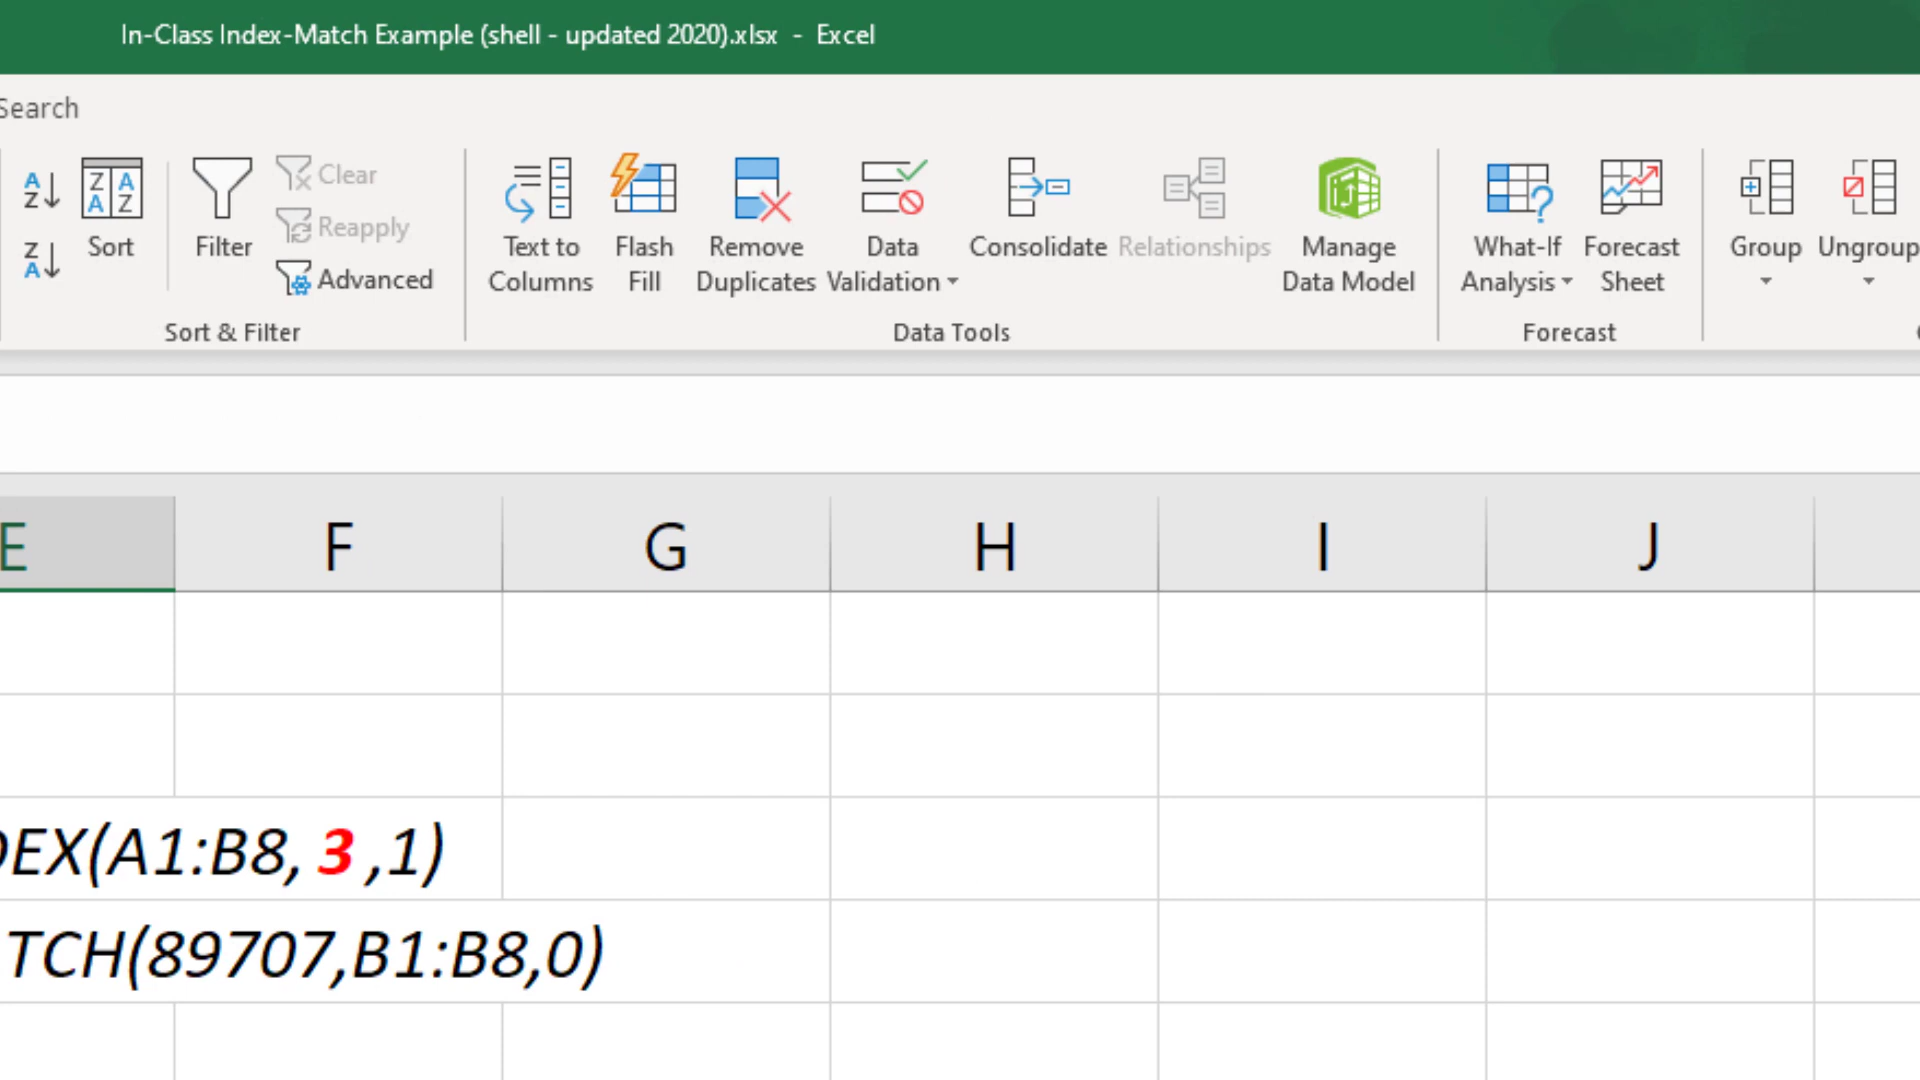 In-Class Index-Match Example (shell - updated 2020).xlsx - Excel
Search
Sort
Filter
Clear
Reapply
Advanced
Sort & Filter
Text to
Columns
Flash
Fill
Remove
Duplicates
Data
Validation
Consolidate
Relationships
Manage
Data Model
Data Tools
What-If
Analysis
Forecast
Sheet
Forecast
Group
Ungroup
E F G H I J
DEX(A1:B8, 3 ,1)
TCH(89707,B1:B8,0)